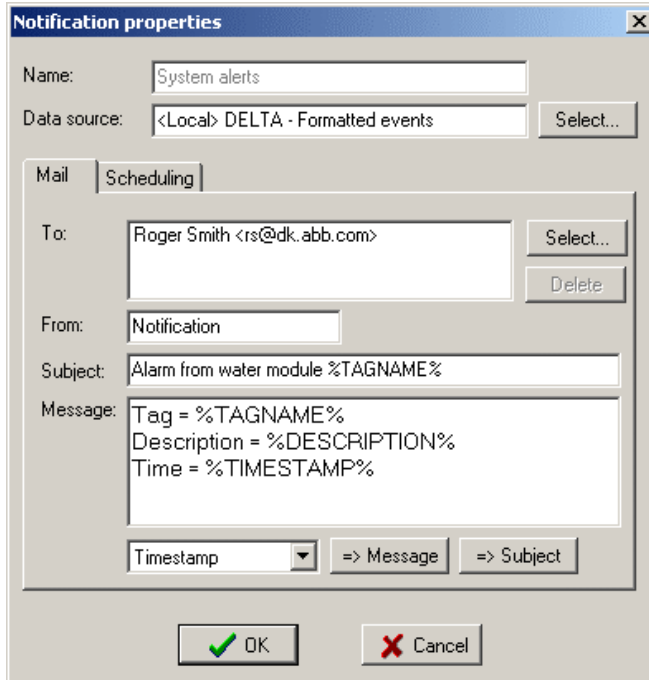 Notification properties
Name: System alerts
Data source: <Local> DELTA - Formatted events Select...
Mail Scheduling
To: Roger Smith <rs@dk.abb.com> Select...
Delete
From: Notification
Subject: Alarm from water module %TAGNAME%
Message: Tag = %TAGNAME%
Description = %DESCRIPTION%
Time = %TIMESTAMP%
Timestamp => Message => Subject
OK Cancel